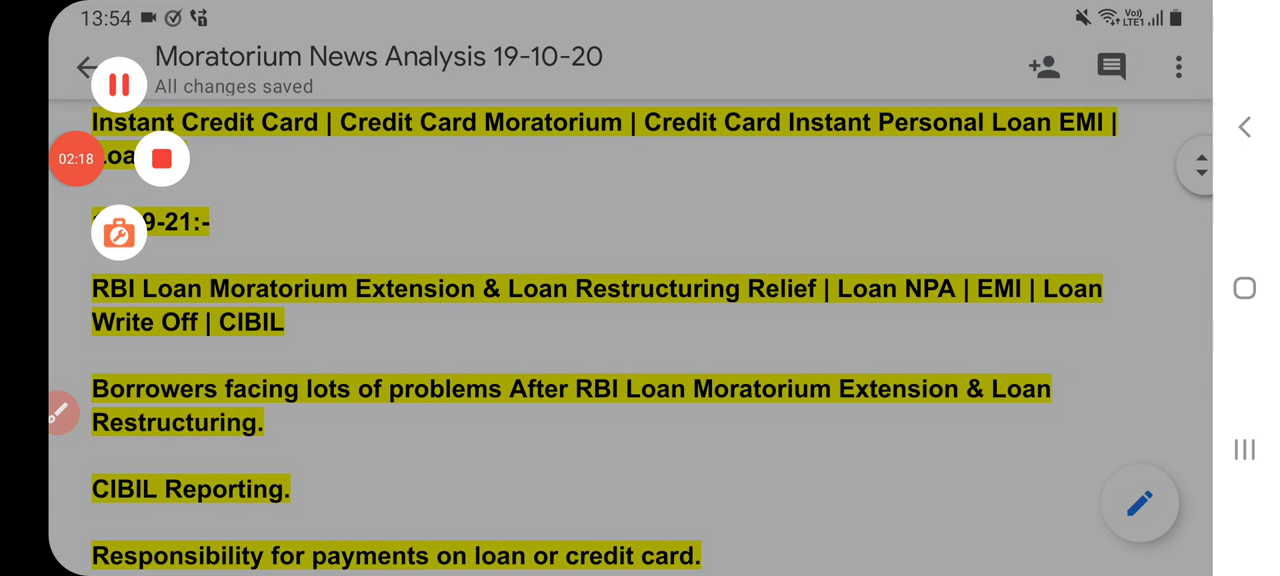 13:54
Vo))
LTE1
Moratorium News Analysis 19-10-20
All changes saved
Instant Credit Card | Credit Card Moratorium | Credit Card Instant Personal Loan EMI |
02:18
9-21:-
RBI Loan Moratorium Extension & Loan Restructuring Relief | Loan NPA | EMI | Loan
Write Off | CIBIL
Borrowers facing lots of problems After RBI Loan Moratorium Extension & Loan
Restructuring.
CIBIL Reporting.
Responsibility for payments on loan or credit card.